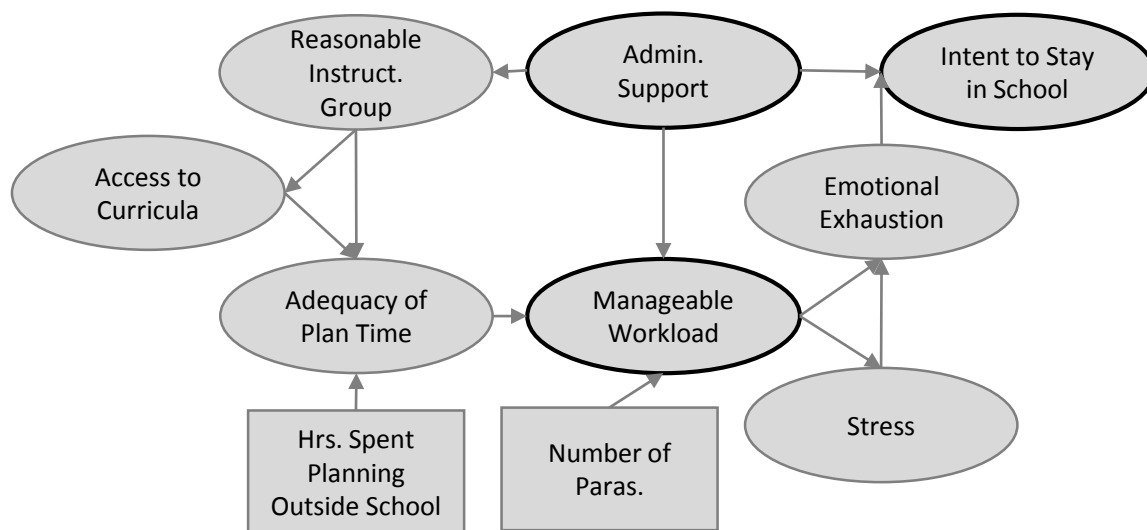 Reasonable
Instruct.
Group
Admin.
Support
Intent to Stay
in School
Access to
Curricula
Emotional
Exhaustion
Adequacy of
Plan Time
Manageable
Workload
Stress
Hrs. Spent
Planning
Outside School
Number of
Paras.